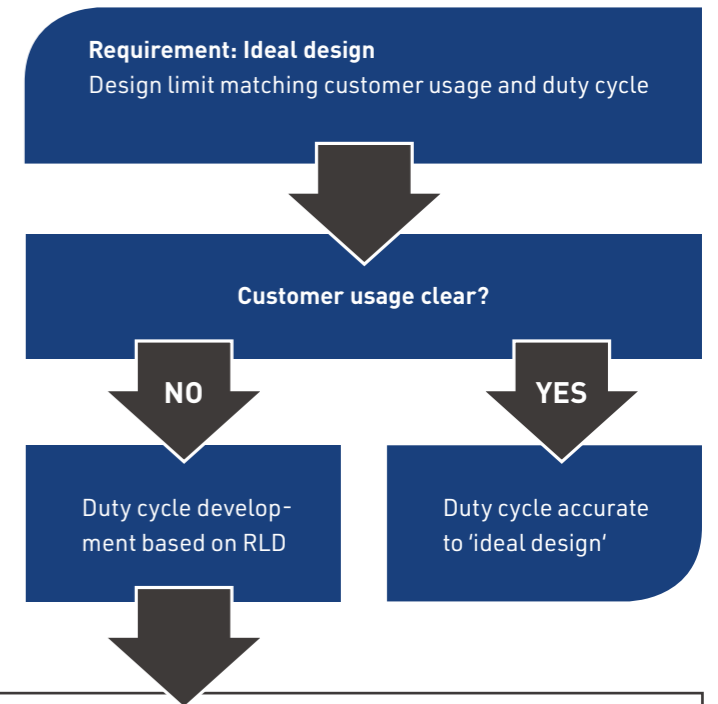 Requirement: Ideal design
Design limit matching customer usage and duty cycle
Customer usage clear?
NO
YES
Duty cycle develop-
ment based on RLD
Duty cycle accurate
to ‘ideal design‘